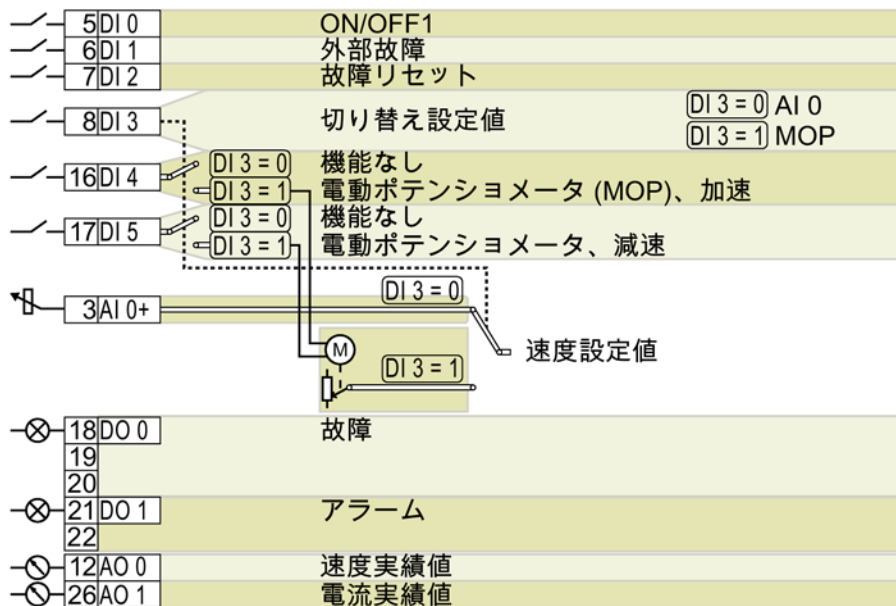 5 DI 0 ON/OFF1
6 DI 1 外部故障
7 DI 2 故障リセット
8 DI 3 切り替え設定値 DI 3 = 0 AI 0
DI 3 = 1 MOP
16 DI 4 DI 3 = 0 機能なし
DI 3 = 1 電動ポテンショメータ (MOP)、加速
17 DI 5 DI 3 = 0 機能なし
DI 3 = 1 電動ポテンショメータ、減速
3 AI 0+ DI 3 = 0
速度設定値
M DI 3 = 1
18 DO 0 故障
19
20
21 DO 1 アラーム
22
12 AO 0 速度実績値
26 AO 1 電流実績値